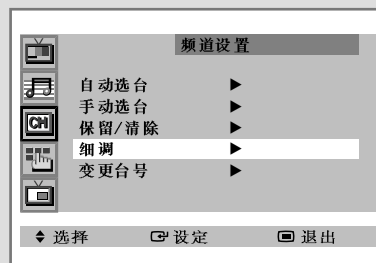 频道设置
自动选台
手动选台
CH
保留/清除
细调
变更台号
选择 设定 退出